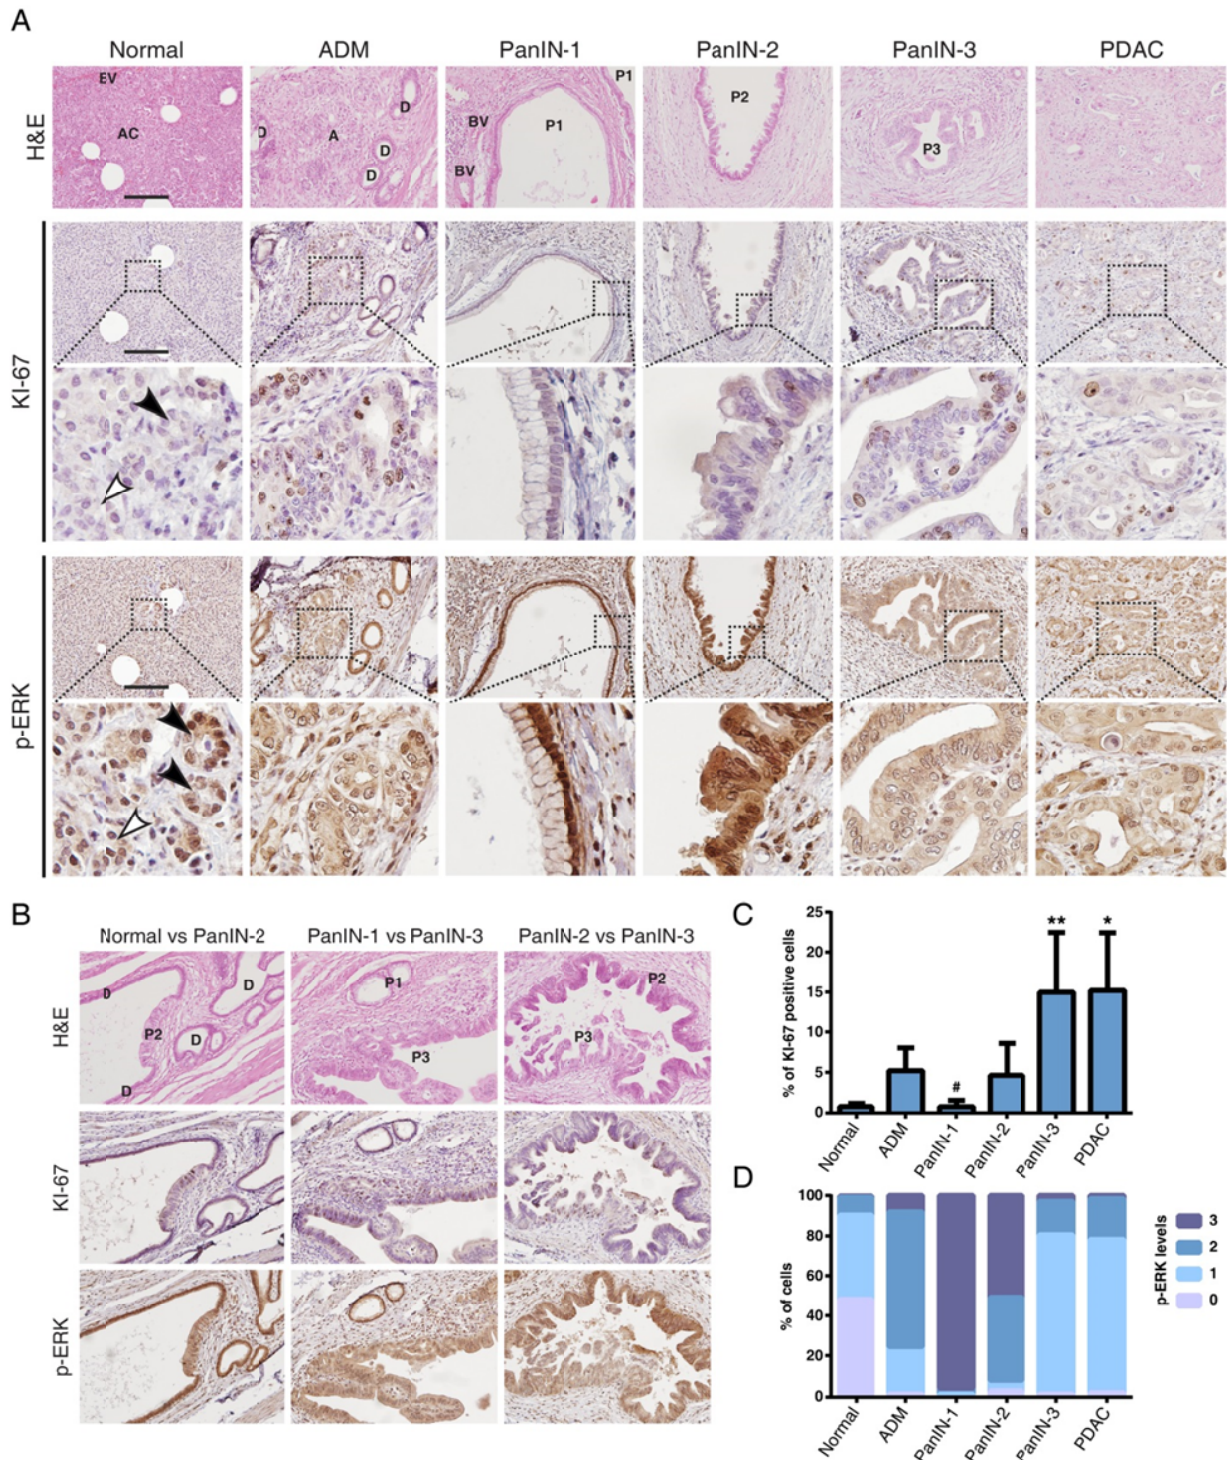 A
Normal ADM PanIN-1 PanIN-2 PanIN-3 PDAC
H&E
EV
AC
D
D
A
D
D
P1
BV
P1
BV
P2
P3
KI-67
p-ERK
B
Normal vs PanIN-2 PanIN-1 vs PanIN-3 PanIN-2 vs PanIN-3
H&E
D
D
P2
D
D
P1
P3
P2
P3
KI-67
p-ERK
C
% of KI-67 positive cells
25
20
15
10
5
0
#
**
*
Normal ADM PanIN-1 PanIN-2 PanIN-3 PDAC
D
% of cells
100
80
60
40
20
0
Normal ADM PanIN-1 PanIN-2 PanIN-3 PDAC
p-ERK levels
3
2
1
0